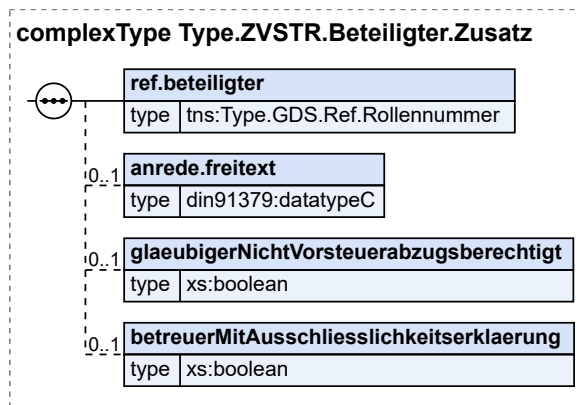 complexType Type.ZVSTR.Beteiligter.Zusatz
ref.beteiligter
type tns:Type.GDS.Ref.Rollennummer
0..1 anrede.freitext
type din91379:datatypeC
0..1 glaeubigerNichtVorsteuerabzugsberechtigt
type xs:boolean
0..1 betreuerMitAusschliesslichkeitserklaerung
type xs:boolean